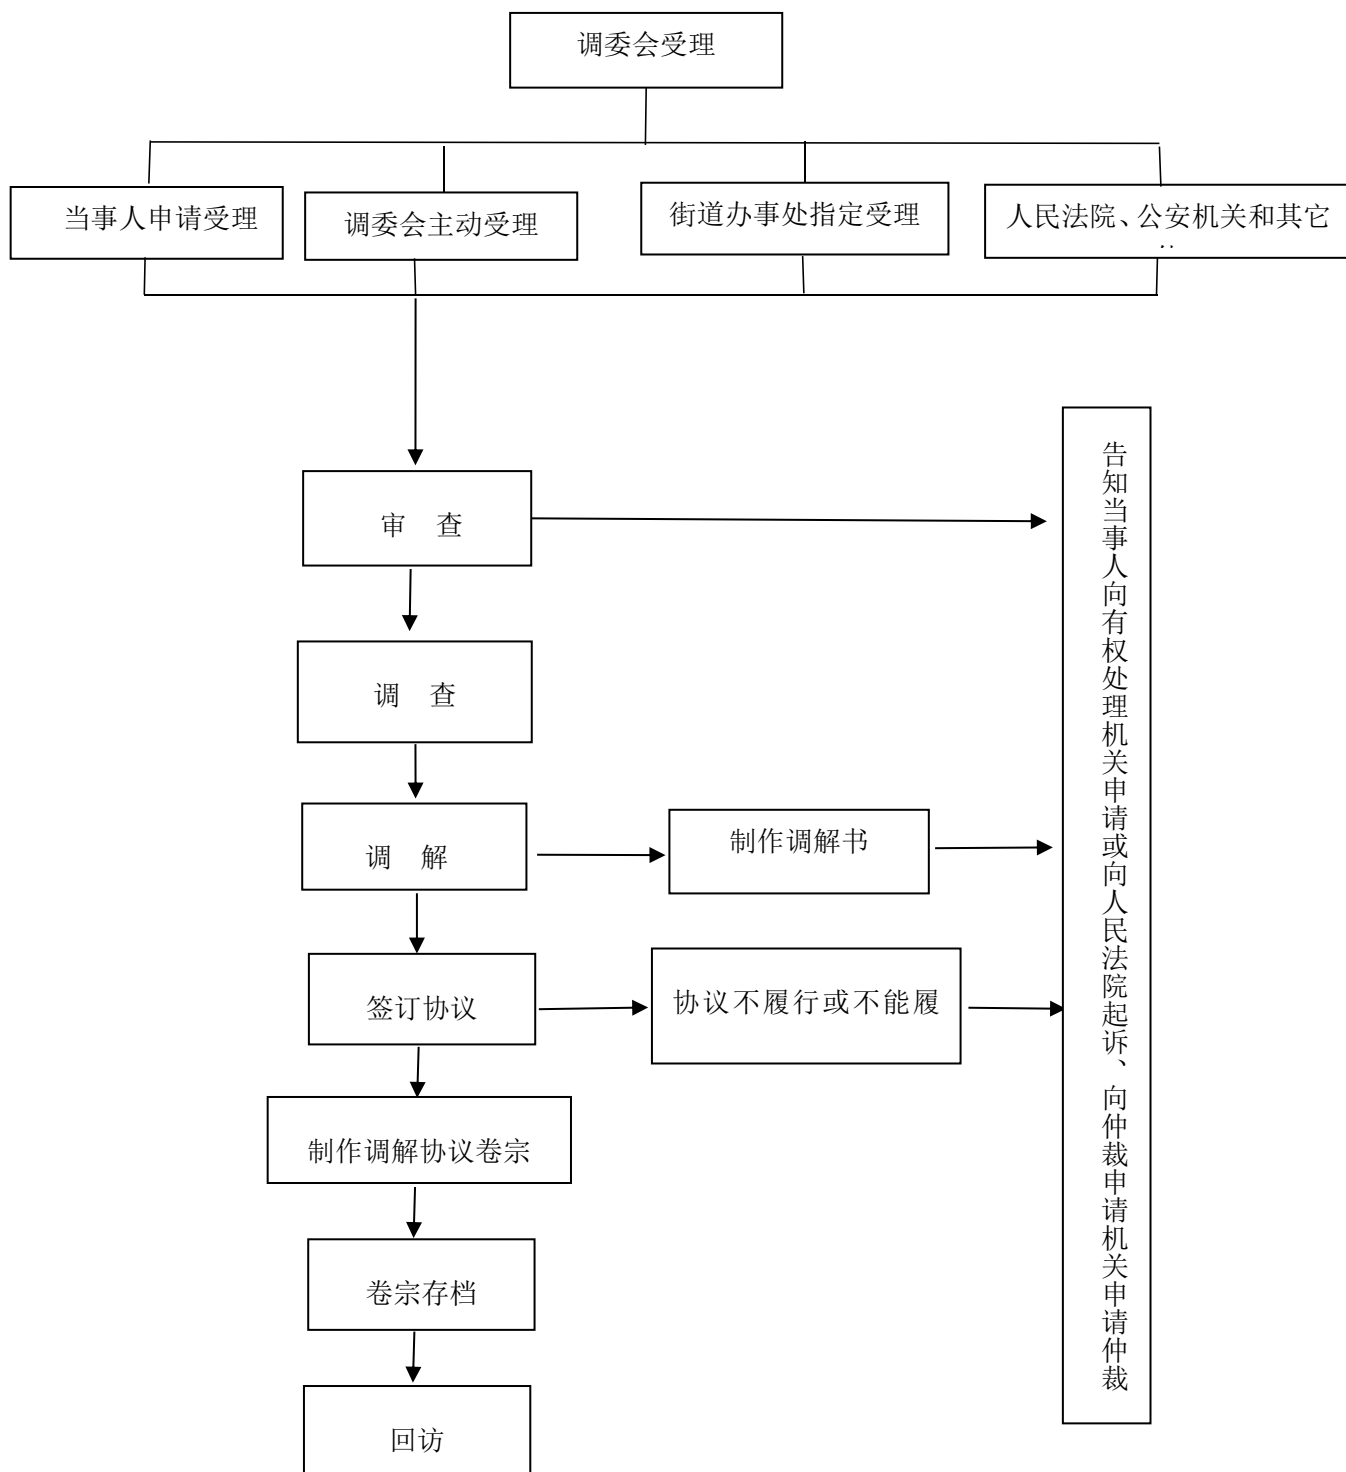 调委会受理
当事人申请受理
调委会主动受理
街道办事处指定受理
人民法院、公安机关和其它
审 查
告知当事人向有权处理机关申请或向人民法院起诉、向仲裁申请机关申请仲裁
调 查
调 解
制作调解书
签订协议
协议不履行或不能履
制作调解协议卷宗
卷宗存档
回访